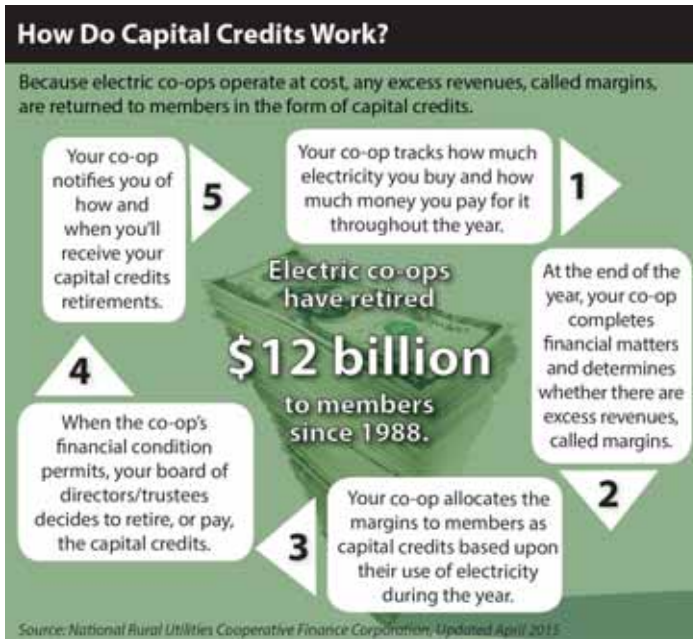 How Do Capital Credits Work?
Because electric co-ops operate at cost, any excess revenues, called margins,
are returned to members in the form of capital credits.
Your co-op tracks how much
electricity you buy and how
much money you pay for it
throughout the year.
1
At the end of the
year, your co-op
completes
financial matters
and determines
whether there are
excess revenues,
called margins.
2
Your co-op allocates the
margins to members as
capital credits based upon
their use of electricity
during the year.
3
When the co-op's
financial condition
permits, your board of
directors/trustees
decides to retire, or pay,
the capital credits.
4
Your co-op
notifies you of
how and
when you'll
receive your
capital credits
retirements.
5
Electric co-ops
have retired
$12 billion
to members
since 1988.
Source: National Rural Utilities Cooperative Finance Corporation, Updated April 2015